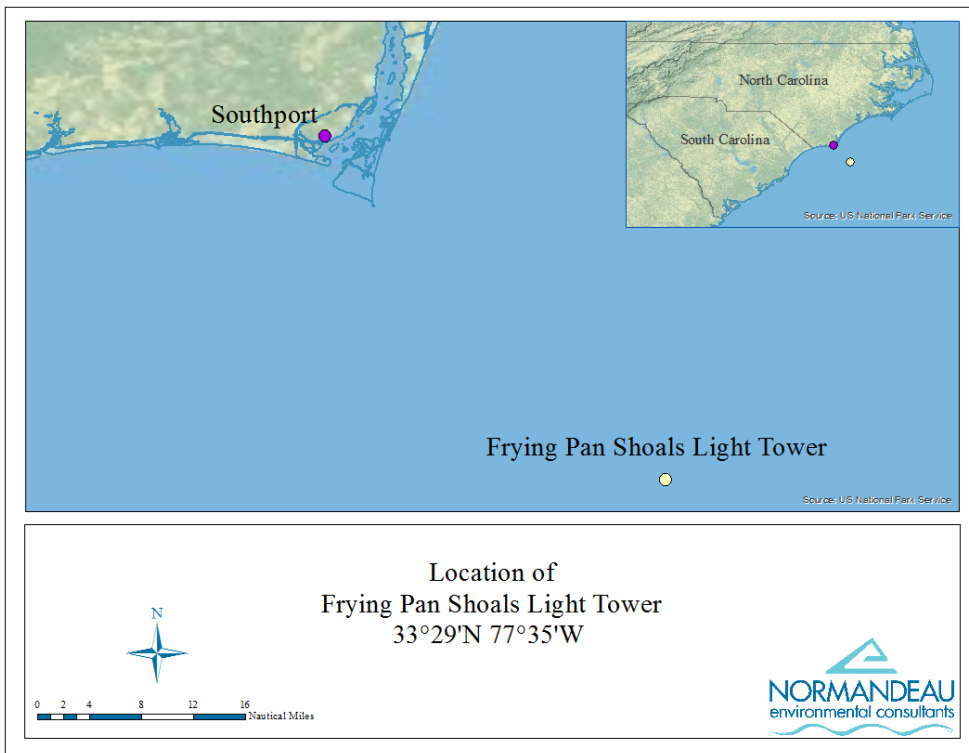 Southport
North Carolina
South Carolina
Source: US National Park Service
Frying Pan Shoals Light Tower
Source: US National Park Service
Location of
Frying Pan Shoals Light Tower
33°29'N 77°35'W
N
0 2 4 8 12 16
Nautical Miles
NORMANDEAU
environmental consultants